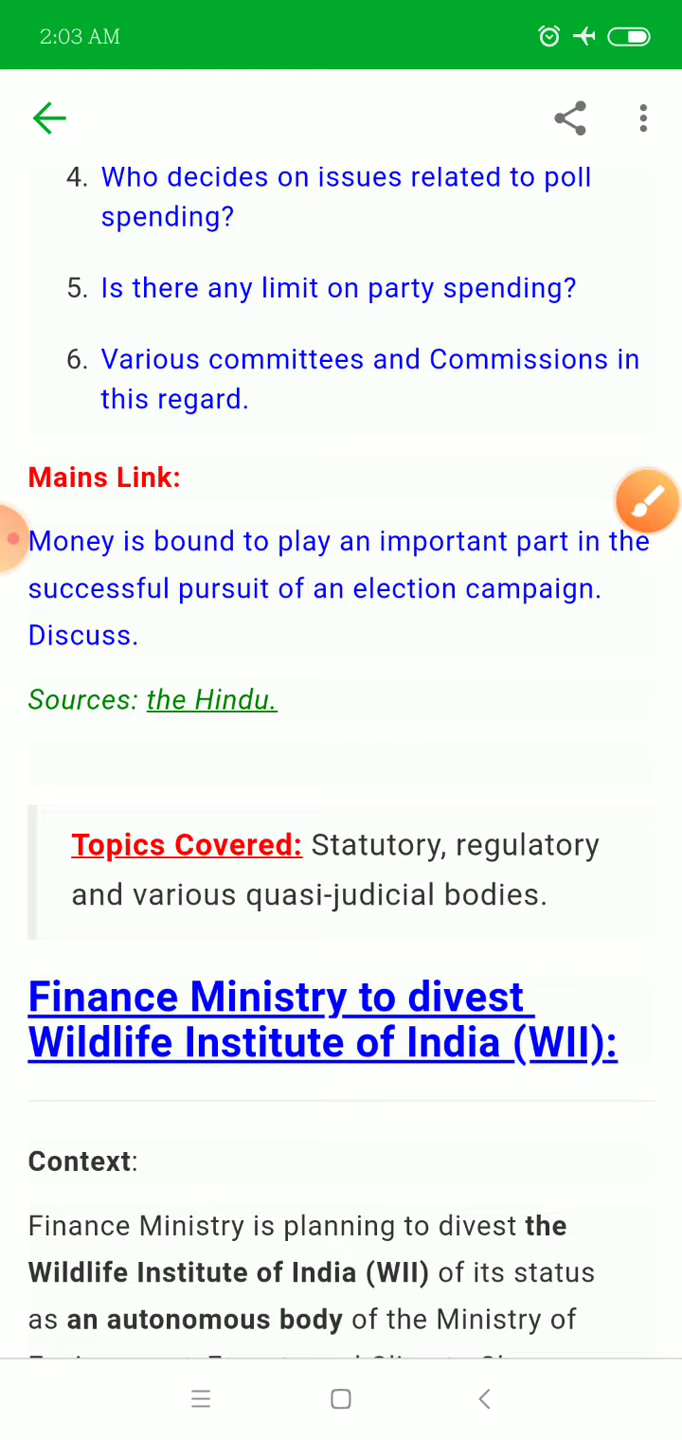 2:03 AM
4. Who decides on issues related to poll
spending?
5. Is there any limit on party spending?
6. Various committees and Commissions in
this regard.
Mains Link:
Money is bound to play an important part in the
successful pursuit of an election campaign.
Discuss.
Sources: the Hindu.
Topics Covered: Statutory, regulatory
and various quasi-judicial bodies.
Finance Ministry to divest
Wildlife Institute of India (WII):
Context:
Finance Ministry is planning to divest the
Wildlife Institute of India (WII) of its status
as an autonomous body of the Ministry of